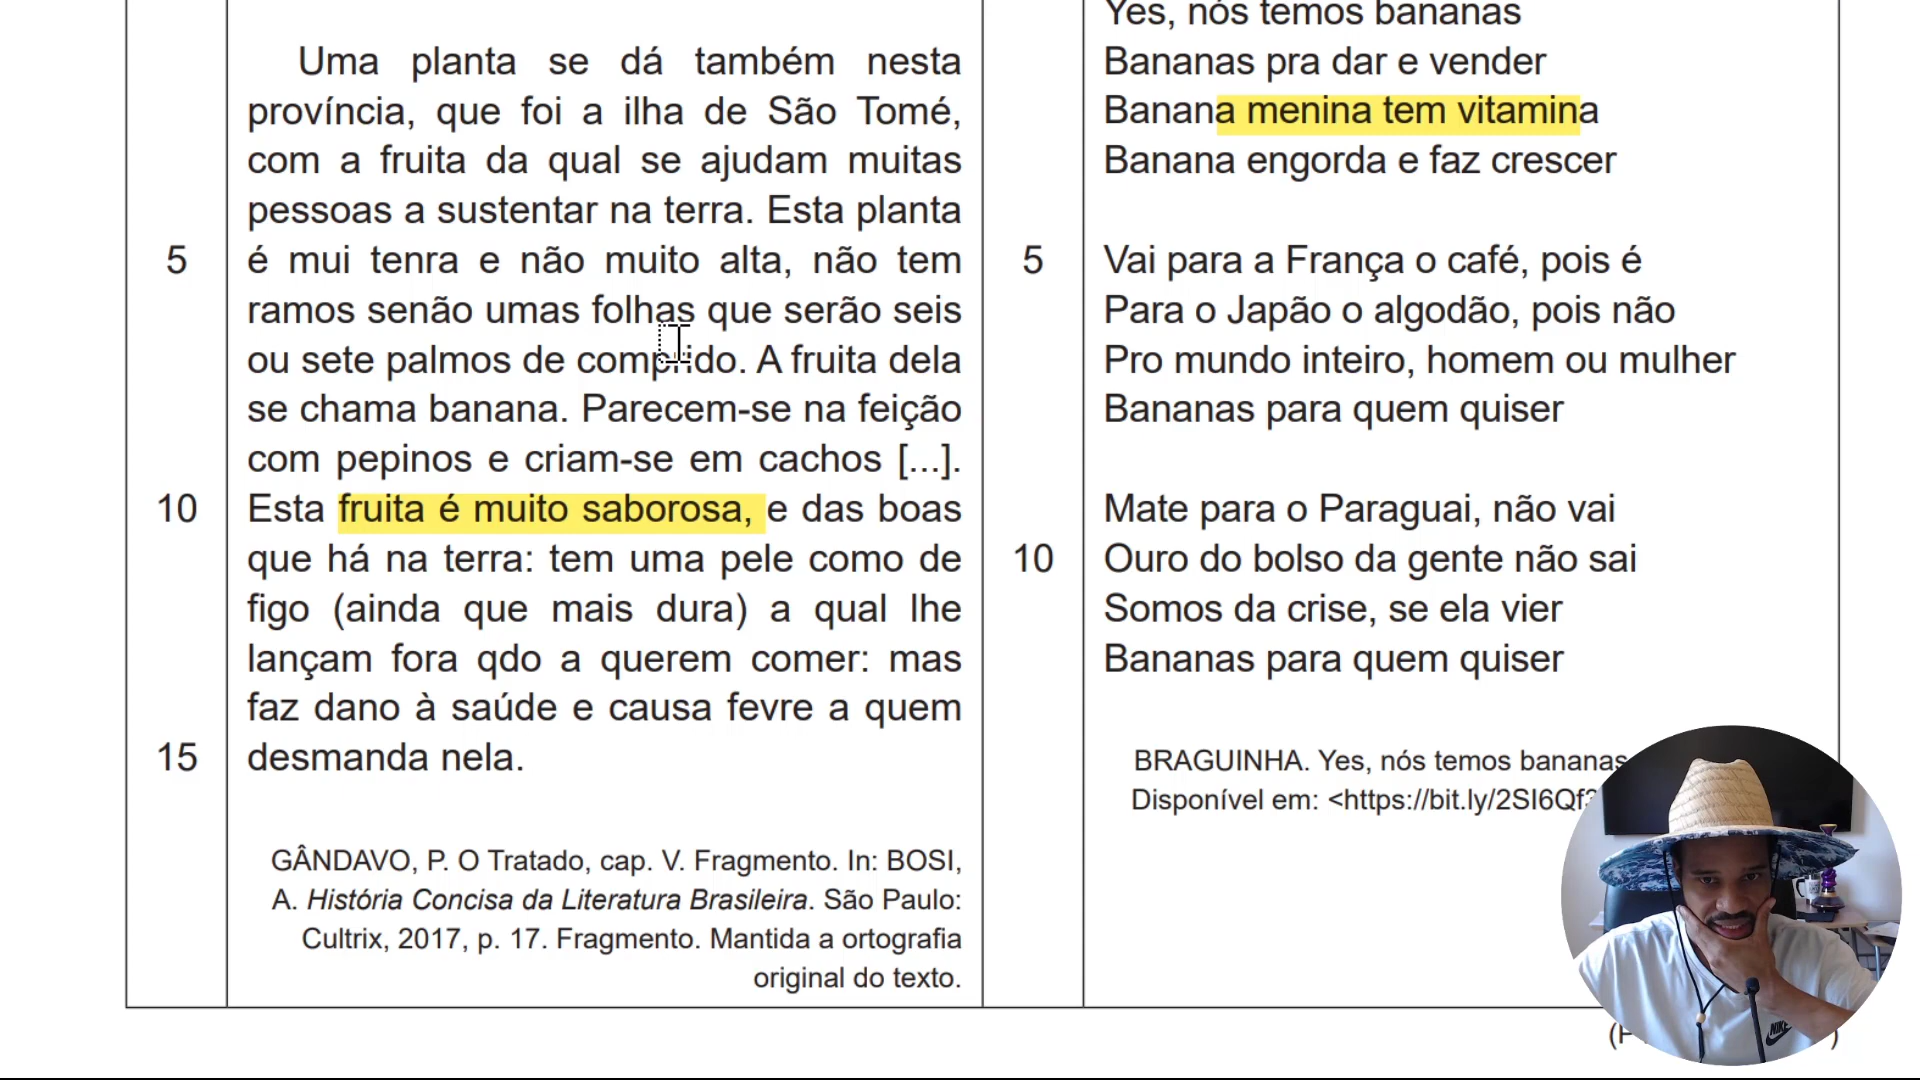 Uma planta se dá também nesta
província, que foi a ilha de São Tomé,
com a fruita da qual se ajudam muitas
pessoas a sustentar na terra. Esta planta
5 é mui tenra e não muito alta, não tem
ramos senão umas folhas que serão seis
ou sete palmos de comprido. A fruita dela
se chama banana. Parecem-se na feição
com pepinos e criam-se em cachos [...].
10 Esta fruita é muito saborosa, e das boas
que há na terra: tem uma pele como de
figo (ainda que mais dura) a qual lhe
lançam fora qdo a querem comer: mas
faz dano à saúde e causa fevre a quem
15 desmanda nela.
GÂNDAVO, P. O Tratado, cap. V. Fragmento. In: BOSI,
A. História Concisa da Literatura Brasileira. São Paulo:
Cultrix, 2017, p. 17. Fragmento. Mantida a ortografia
original do texto.
Yes, nós temos bananas
Bananas pra dar e vender
Banana menina tem vitamina
Banana engorda e faz crescer
5 Vai para a França o café, pois é
Para o Japão o algodão, pois não
Pro mundo inteiro, homem ou mulher
Bananas para quem quiser
Mate para o Paraguai, não vai
10 Ouro do bolso da gente não sai
Somos da crise, se ela vier
Bananas para quem quiser
BRAGUINHA. Yes, nós temos bananas
Disponível em: <https://bit.ly/2SI6Qf
NIKE